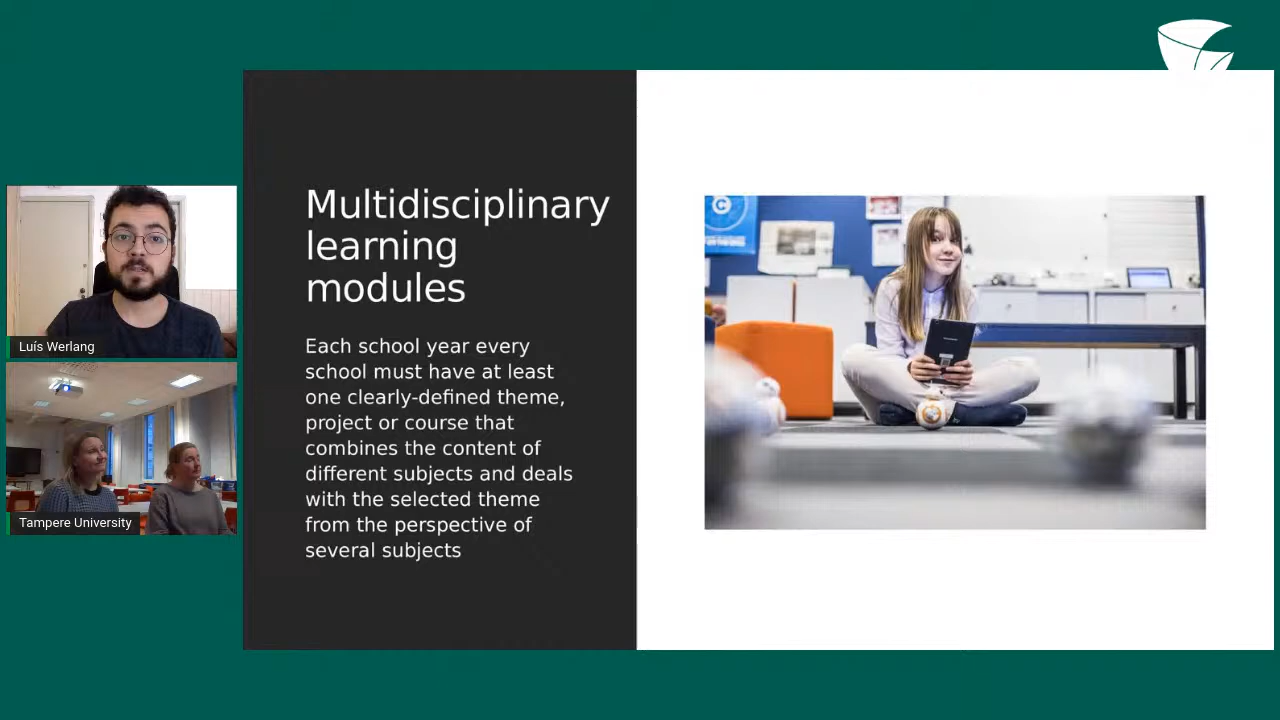 Multidisciplinary
learning
modules
Each school year every
school must have at least
one clearly-defined theme,
project or course that
combines the content of
different subjects and deals
with the selected theme
from the perspective of
several subjects
Luís Werlang
Tampere University